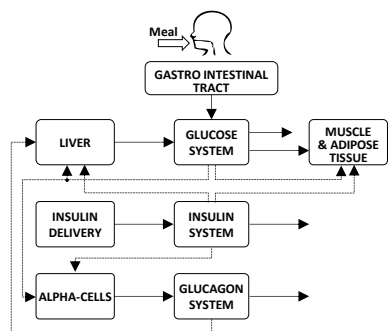 Meal
GASTRO INTESTINAL
TRACT
LIVER
GLUCOSE
SYSTEM
MUSCLE
& ADIPOSE
TISSUE
INSULIN
DELIVERY
INSULIN
SYSTEM
ALPHA-CELLS
GLUCAGON
SYSTEM